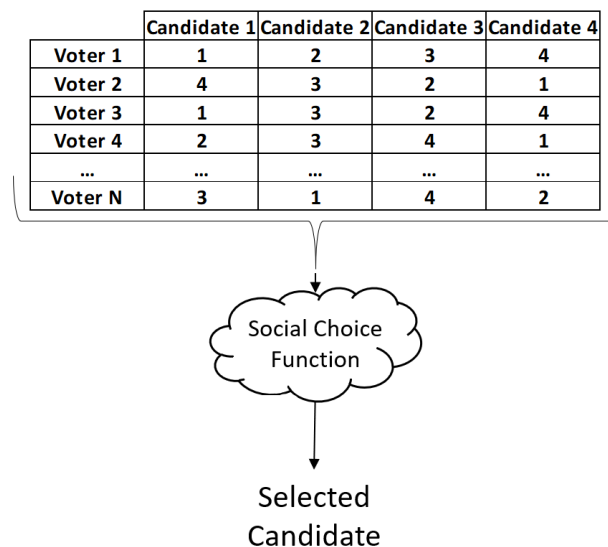 Candidate 1 Candidate 2 Candidate 3 Candidate 4
Voter 1 1 2 3 4
Voter 2 4 3 2 1
Voter 3 1 3 2 4
Voter 4 2 3 4 1
... ... ... ... ...
Voter N 3 1 4 2
Social Choice
Function
Selected
Candidate